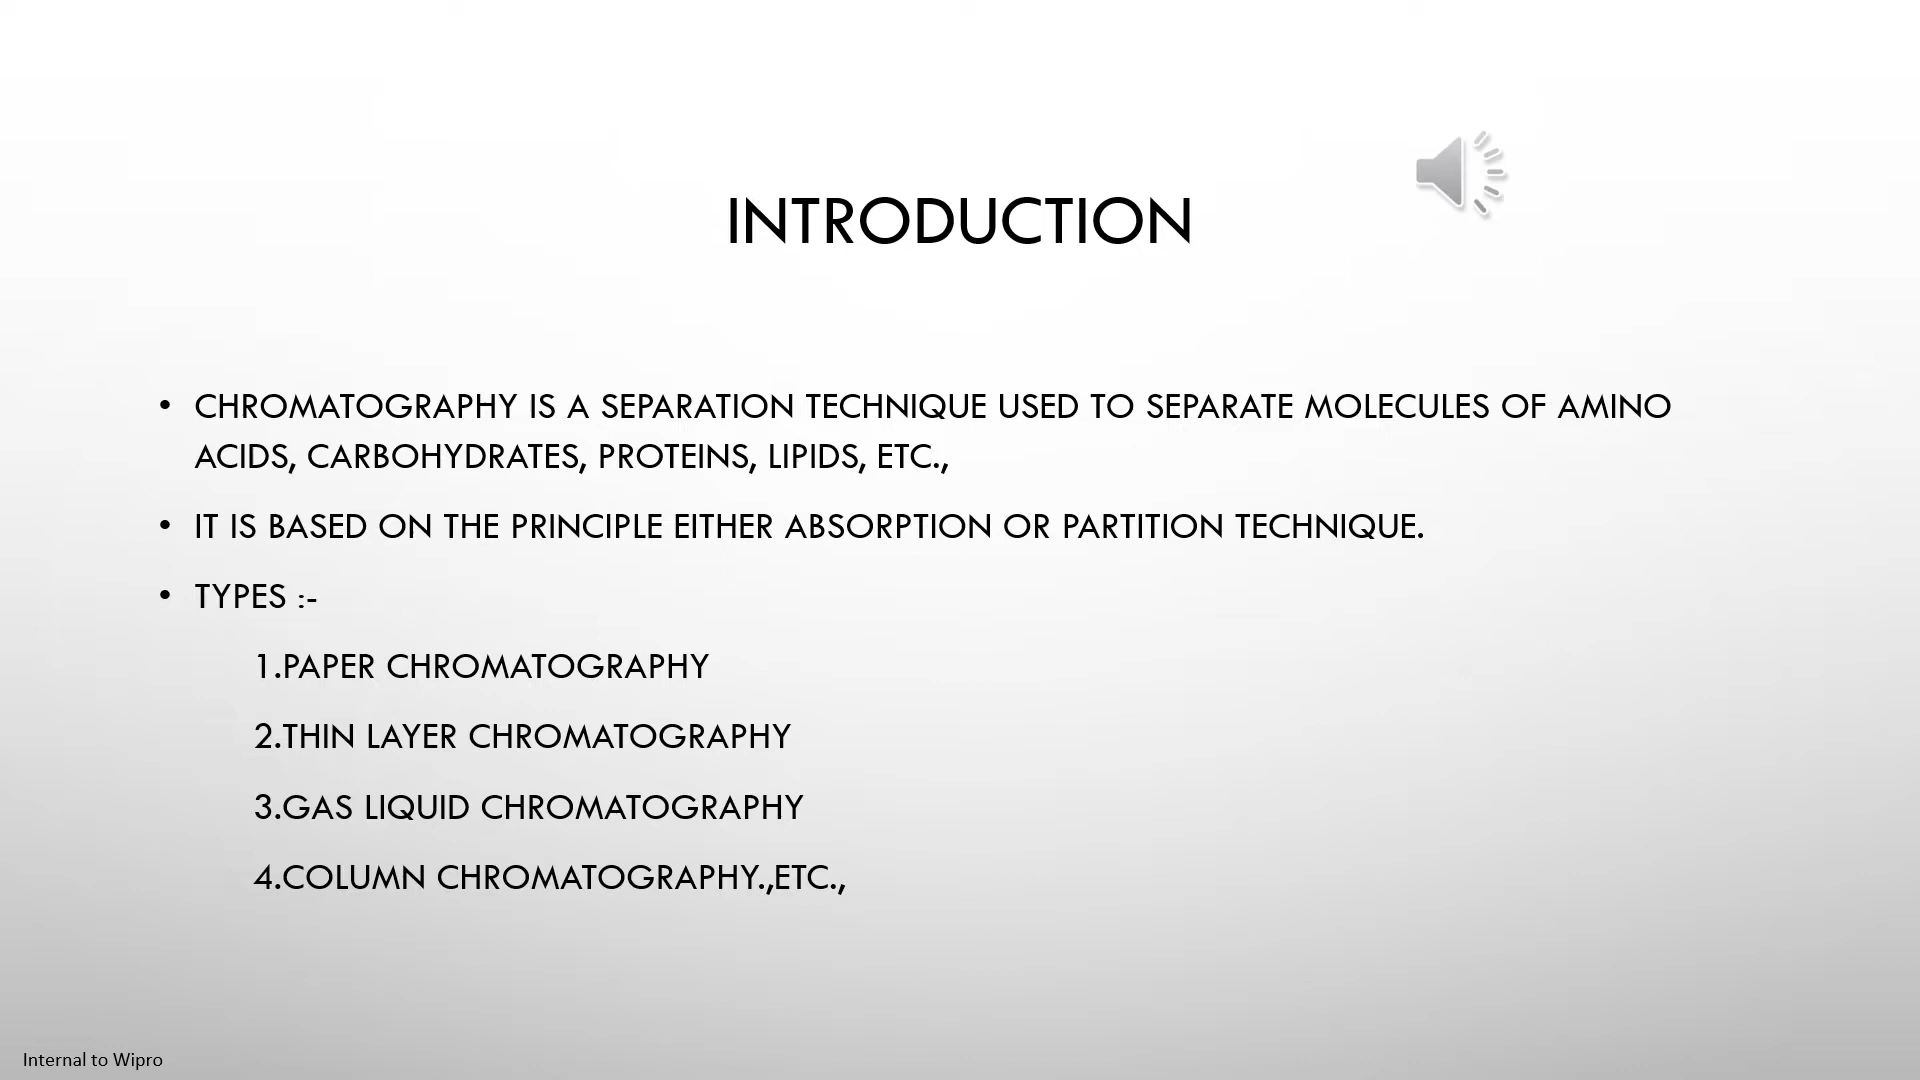 INTRODUCTION
• CHROMATOGRAPHY IS A SEPARATION TECHNIQUE USED TO SEPARATE MOLECULES OF AMINO
ACIDS, CARBOHYDRATES, PROTEINS, LIPIDS, ETC.,
• IT IS BASED ON THE PRINCIPLE EITHER ABSORPTION OR PARTITION TECHNIQUE.
• TYPES :-
1.PAPER CHROMATOGRAPHY
2.THIN LAYER CHROMATOGRAPHY
3.GAS LIQUID CHROMATOGRAPHY
4.COLUMN CHROMATOGRAPHY.,ETC.,
Internal to Wipro